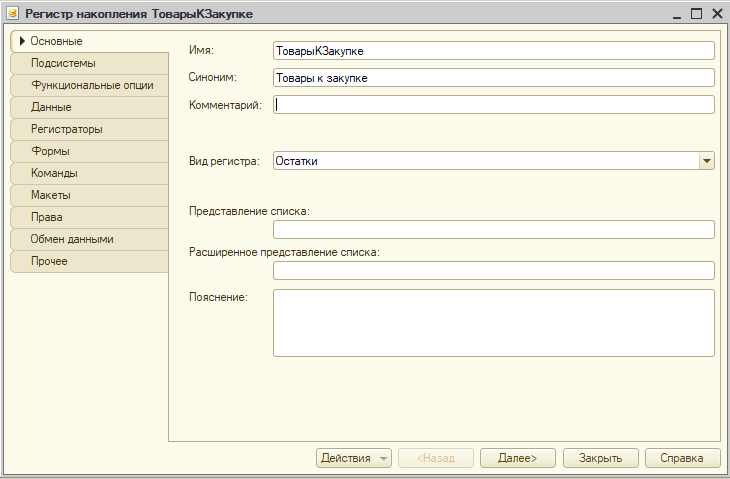 Регистр накопления ТоварыКЗакупке
Основные
Подсистемы
Функциональные опции
Данные
Регистраторы
Формы
Команды
Макеты
Права
Обмен данными
Прочее
Имя: ТоварыКЗакупке
Синоним: Товары к закупке
Комментарий:
Вид регистра: Остатки
Представление списка:
Расширенное представление списка:
Пояснение:
Действия <Назад Далее> Закрыть Справка